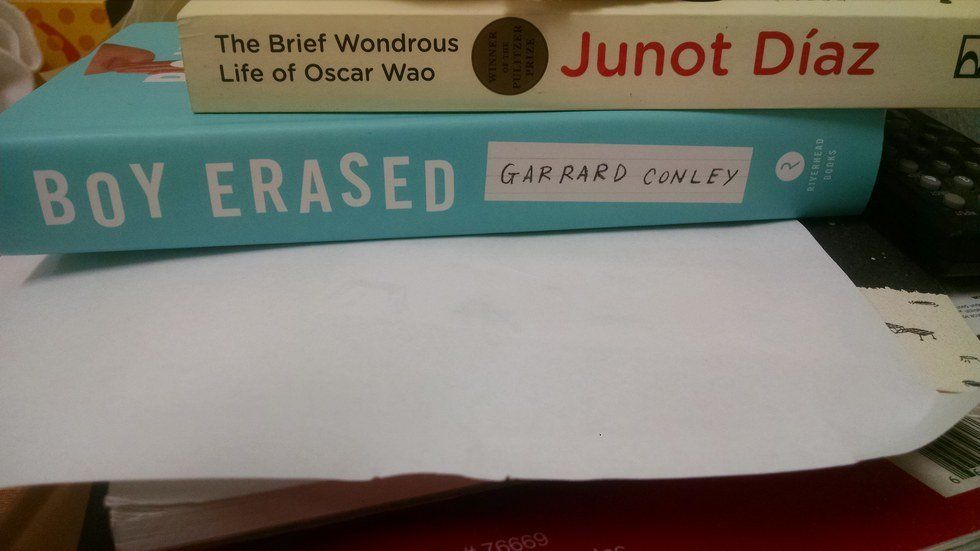 The Brief Wondrous
Life of Oscar Wao
WINNER
OF THE
PULITZER
PRIZE
Junot Díaz
BOY ERASED
GARRARD CONLEY
RIVERHEAD
BOOKS
# 76669